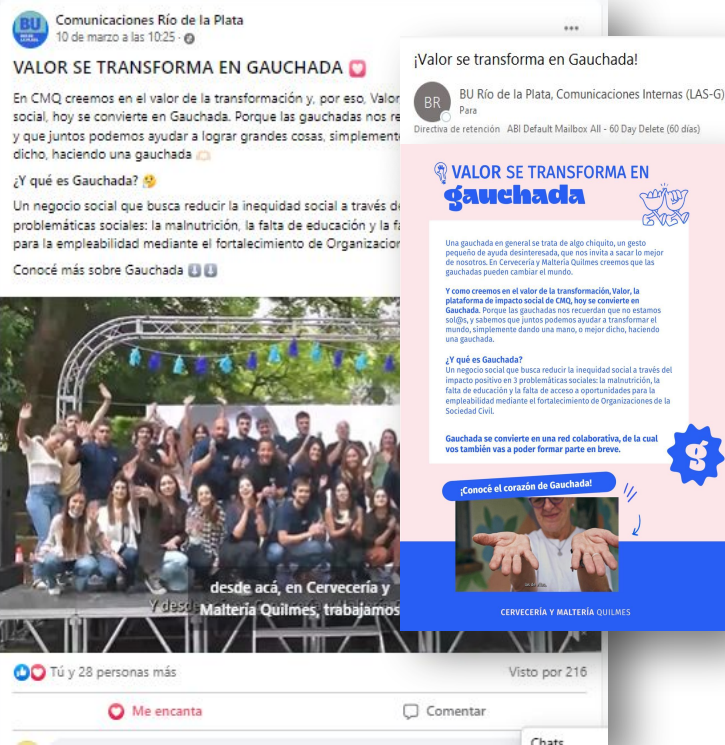 BU
Comunicaciones Río de la Plata
10 de marzo a las 10:25
VALOR SE TRANSFORMA EN GAUCHADA
En CMQ creemos en el valor de la transformación y, por eso, Valor
social, hoy se convierte en Gauchada. Porque las gauchadas nos re
y que juntos podemos ayudar a lograr grandes cosas, simplement
dicho, haciendo una gauchada
¿Y qué es Gauchada?
Un negocio social que busca reducir la inequidad social a través de
problemáticas sociales: la malnutrición, la falta de educación y la fa
para la empleabilidad mediante el fortalecimiento de Organizacion
Conocé más sobre Gauchada
desde acá, en Cervecería y
Y desd
Maltería Quilmes, trabajamos
Tú y 28 personas más
Visto por 216
Me encanta
Comentar
Chats
¡Valor se transforma en Gauchada!
BR
BU Río de la Plata, Comunicaciones Internas (LAS-G)
Para
Directiva de retención ABI Default Mailbox All - 60 Day Delete (60 días)
VALOR SE TRANSFORMA EN
gauchada
Una gauchada en general se trata de algo chiquito, un gesto
pequeño de ayuda desinteresada, que nos invita a sacar lo mejor
de nosotros. En Cervecería y Maltería Quilmes creemos que las
gauchadas pueden cambiar el mundo.
Y como creemos en el valor de la transformación, Valor, la
plataforma de impacto social de CMQ, hoy se convierte en
Gauchada. Porque las gauchadas nos recuerdan que no estamos
sol@s, y sabemos que juntos podemos ayudar a transformar el
mundo, simplemente dando una mano, o mejor dicho, haciendo
una gauchada.
¿Y qué es Gauchada?
Un negocio social que busca reducir la inequidad social a través del
impacto positivo en 3 problemáticas sociales: la malnutrición, la
falta de educación y la falta de acceso a oportunidades para la
empleabilidad mediante el fortalecimiento de Organizaciones de la
Sociedad Civil.
Gauchada se convierte en una red colaborativa, de la cual
vos también vas a poder formar parte en breve.
g
¡Conocé el corazón de Gauchada!
CERVECERÍA Y MALTERÍA QUILMES